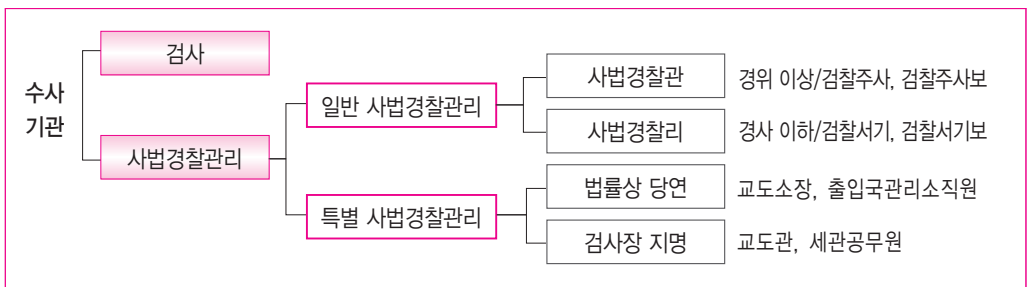 수사
기관
검사
사법경찰관리
일반 사법경찰관리
사법경찰관
경위 이상/검찰주사, 검찰주사보
사법경찰리
경사 이하/검찰서기, 검찰서기보
특별 사법경찰관리
법률상 당연
교도소장, 출입국관리소직원
검사장 지명
교도관, 세관공무원